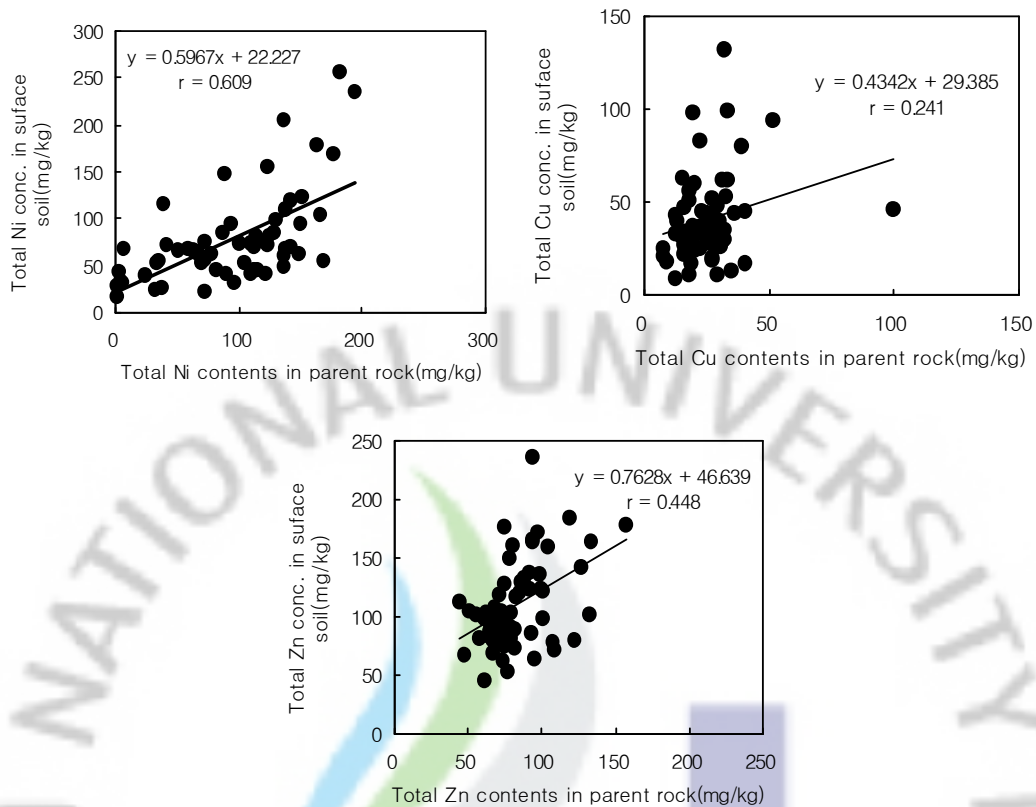 300
250
200
150
100
50
0
y = 0.5967x + 22.227
r = 0.609
Total Ni conc. in suface
soil(mg/kg)
0 100 200 300
Total Ni contents in parent rock(mg/kg)
150
100
50
0
y = 0.4342x + 29.385
r = 0.241
Total Cu conc. in suface
soil(mg/kg)
0 50 100 150
Total Cu contents in parent rock(mg/kg)
250
200
150
100
50
0
y = 0.7628x + 46.639
r = 0.448
Total Zn conc. in suface
soil(mg/kg)
0 50 100 150 200 250
Total Zn contents in parent rock(mg/kg)
NATIONAL UNIVERSITY